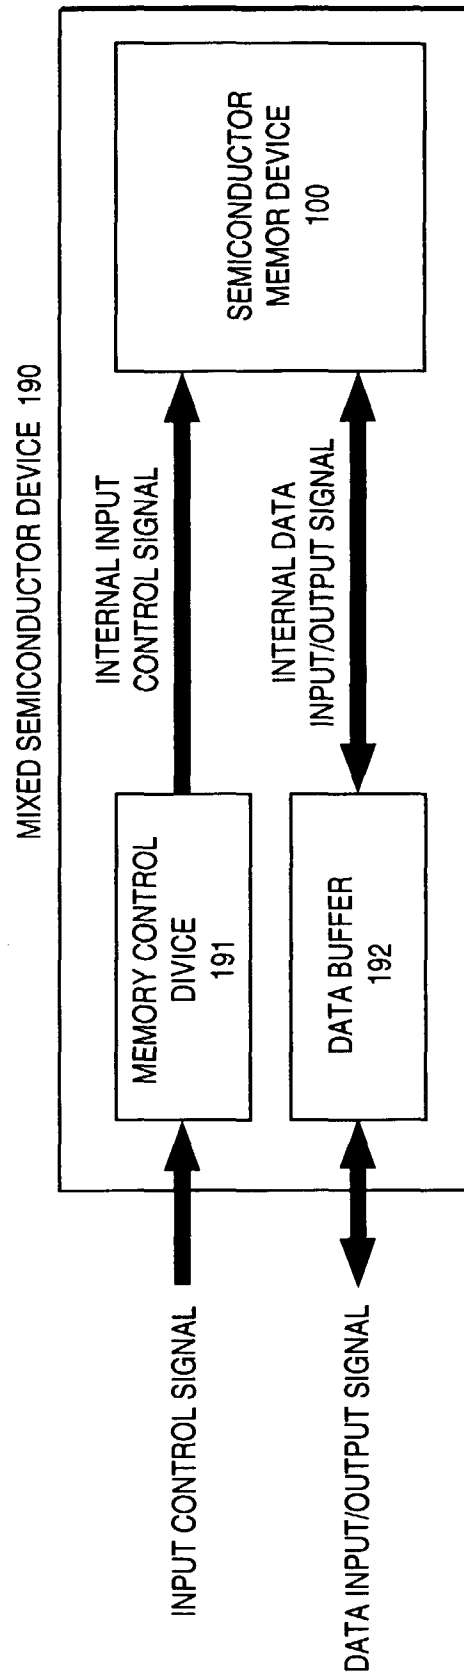 MIXED SEMICONDUCTOR DEVICE 190
INPUT CONTROL SIGNAL
MEMORY CONTROL
DIVICE
191
INTERNAL INPUT
CONTROL SIGNAL
SEMICONDUCTOR
MEMOR DEVICE
100
DATA INPUT/OUTPUT SIGNAL
DATA BUFFER
192
INTERNAL DATA
INPUT/OUTPUT SIGNAL